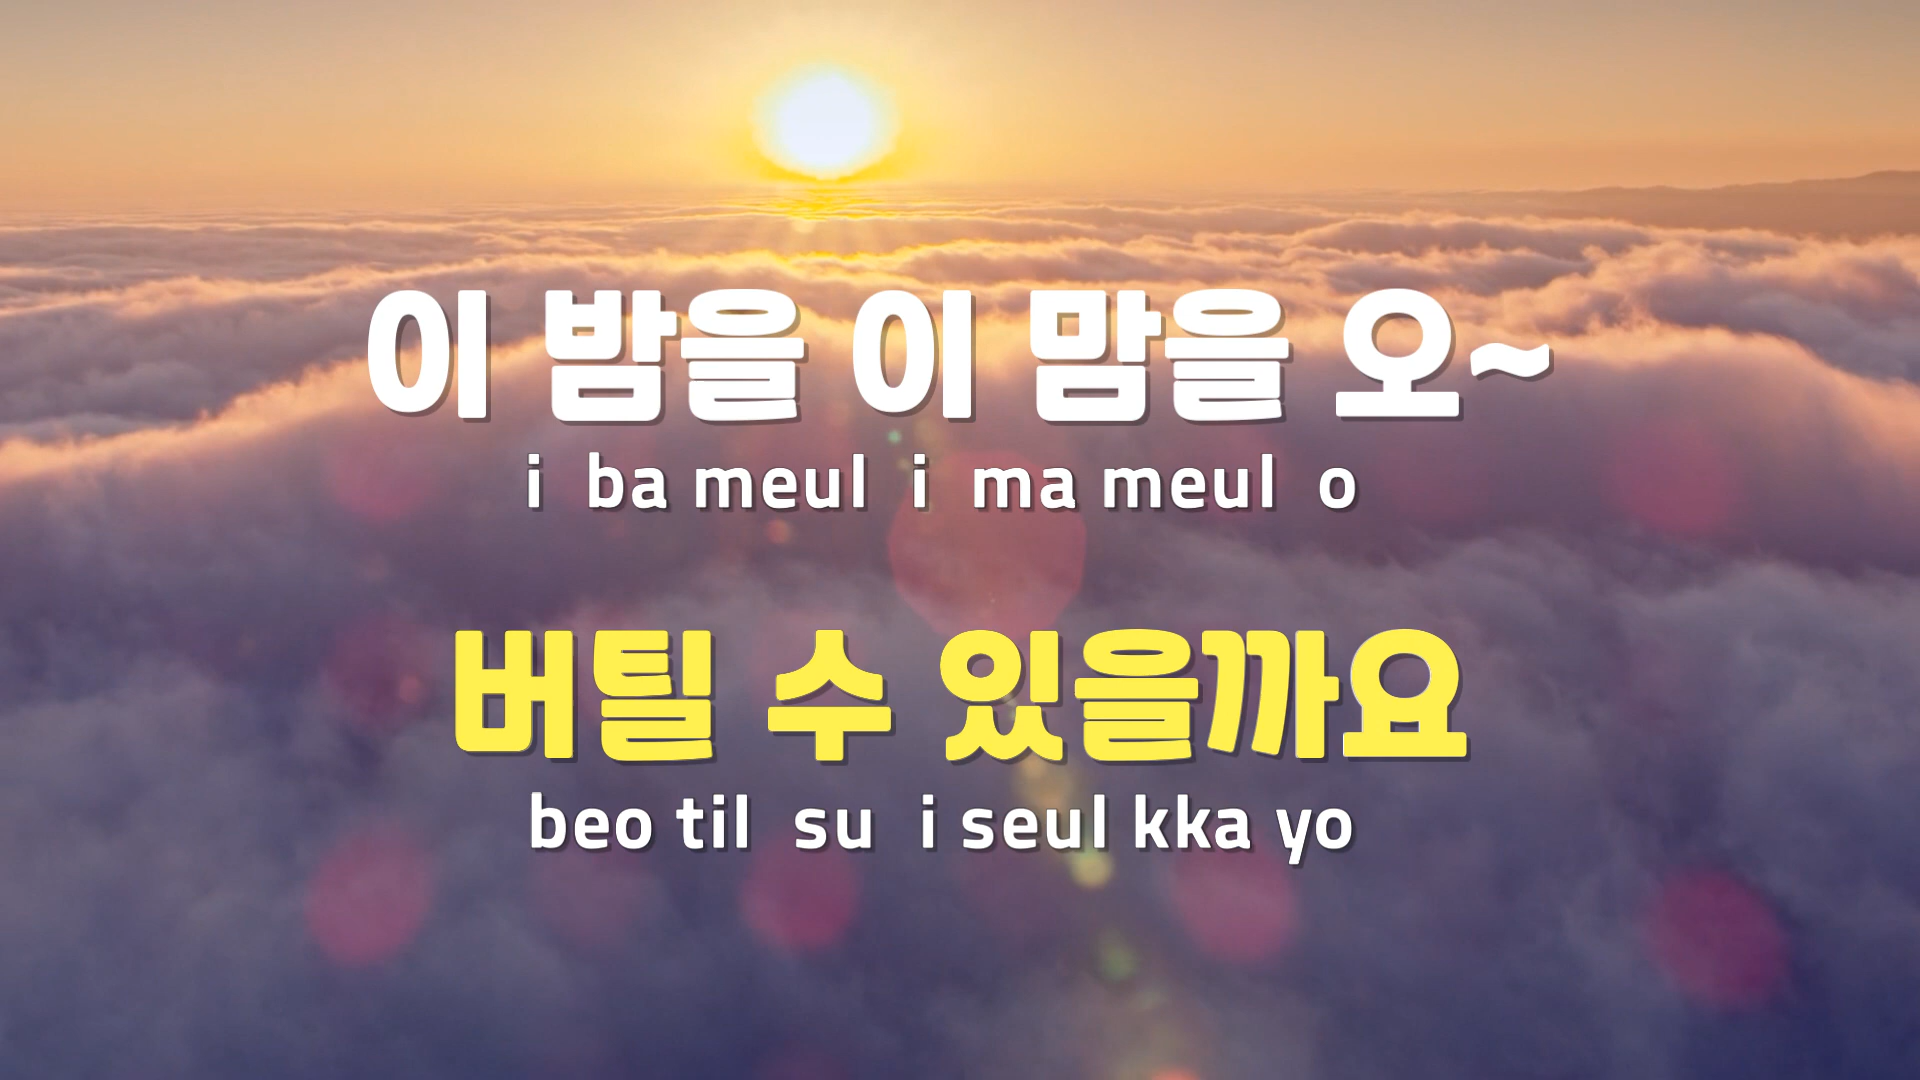 이 밤을 이 맘을 오~
i ba meul i ma meul o
버틸 수 있을까요
beo til su i seul kka yo